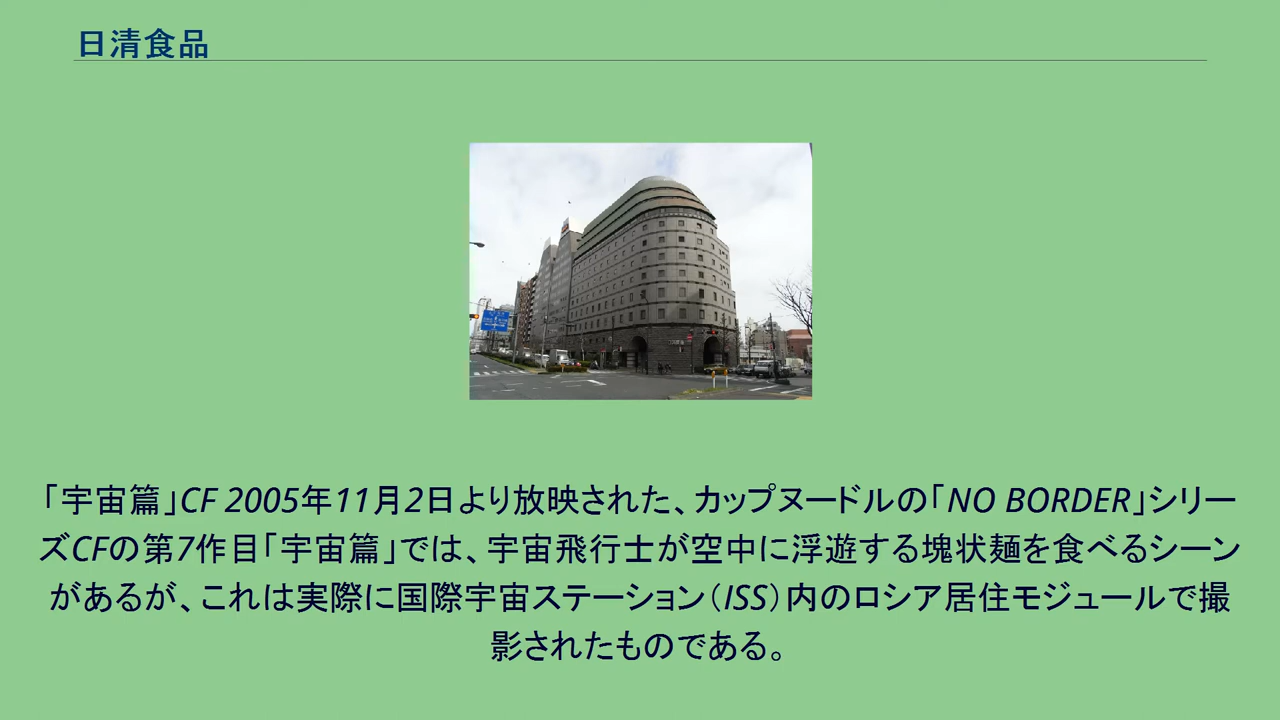 日清食品
「宇宙篇」CF 2005年11月2日より放映された、カップヌードルの「NO BORDER」シリー
ズCFの第7作目「宇宙篇」では、宇宙飛行士が空中に浮遊する塊状麺を食べるシーン
があるが、これは実際に国際宇宙ステーション（ISS）内のロシア居住モジュールで撮
影されたものである。